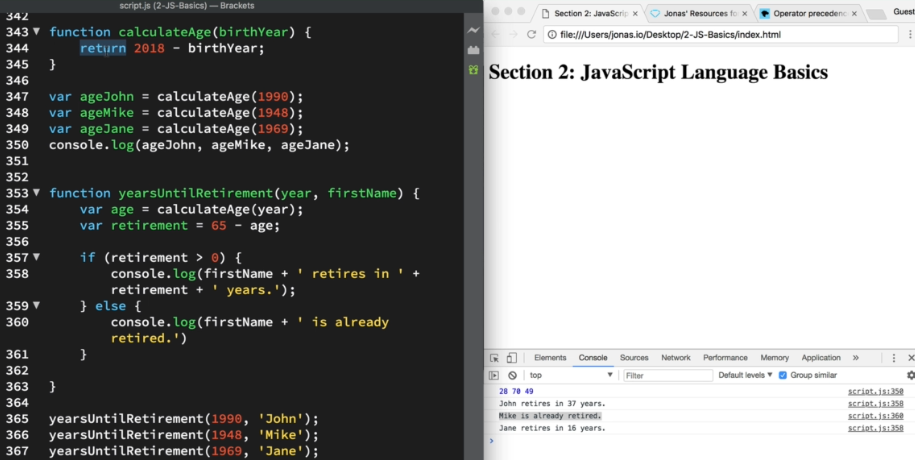 script.js (2-JS-Basics) — Brackets
342
343 function calculateAge(birthYear) {
344 return 2018 - birthYear;
345 }
346
347 var ageJohn = calculateAge(1990);
348 var ageMike = calculateAge(1948);
349 var ageJane = calculateAge(1969);
350 console.log(ageJohn, ageMike, ageJane);
351
352
353 function yearsUntilRetirement(year, firstName) {
354 var age = calculateAge(year);
355 var retirement = 65 - age;
356
357 if (retirement > 0) {
358 console.log(firstName + ' retires in ' +
retirement + ' years.');
359 } else {
360 console.log(firstName + ' is already
retired.')
361 }
362
363 }
364
365 yearsUntilRetirement(1990, 'John');
366 yearsUntilRetirement(1948, 'Mike');
367 yearsUntilRetirement(1969, 'Jane');
Section 2: JavaScrip × Jonas' Resources fo × Operator precedenc × Guest
file:///Users/jonas.io/Desktop/2-JS-Basics/index.html
Section 2: JavaScript Language Basics
Elements Console Sources Network Performance Memory Application »
top Filter Default levels Group similar
28 70 49 script.js:350
John retires in 37 years. script.js:358
Mike is already retired. script.js:360
Jane retires in 16 years. script.js:358
>